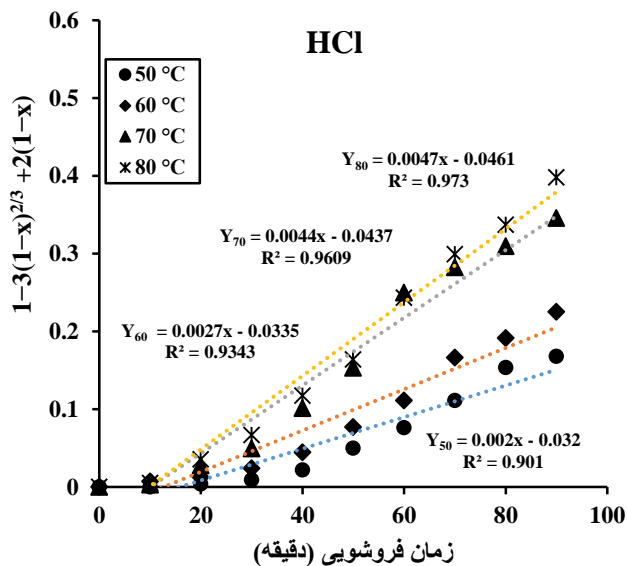 HCl
50 °C
60 °C
70 °C
80 °C
1−3(1−x)^2/3 +2(1−x)
0.6
0.5
0.4
0.3
0.2
0.1
0
Y80 = 0.0047x - 0.0461
R² = 0.973
Y70 = 0.0044x - 0.0437
R² = 0.9609
Y60 = 0.0027x - 0.0335
R² = 0.9343
Y50 = 0.002x - 0.032
R² = 0.901
0 20 40 60 80 100
زمان فروشویی (دقیقه)